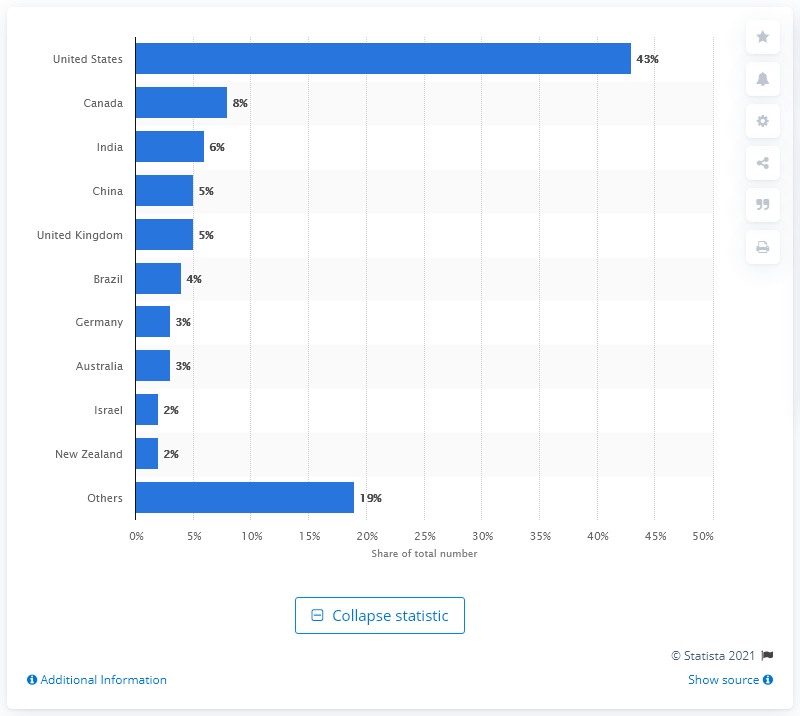 United States 43%
Canada 8%
India 6%
China 5%
United Kingdom 5%
Brazil 4%
Germany 3%
Australia 3%
Israel 2%
New Zealand 2%
Others 19%
0% 5% 10% 15% 20% 25% 30% 35% 40% 45% 50%
Share of total number
Collapse statistic
© Statista 2021
Additional Information Show source